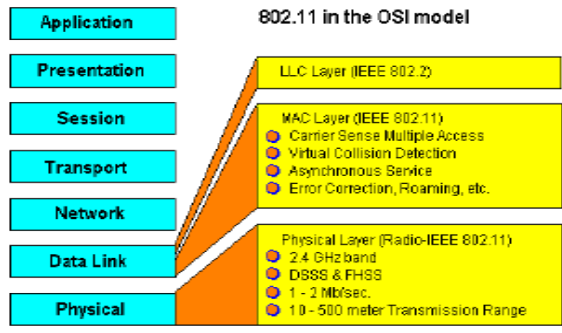 802.11 in the OSI model
Application
Presentation
Session
Transport
Network
Data Link
Physical
LLC Layer (IEEE 802.2)
MAC Layer (IEEE 802.11)
Carrier Sense Multiple Access
Virtual Collision Detection
Asynchronous Service
Error Correction, Roaming, etc.
Physical Layer (Radio-IEEE 802.11)
2.4 GHz band
DSSS & FHSS
1 - 2 Mb/sec.
10 - 500 meter Transmission Range